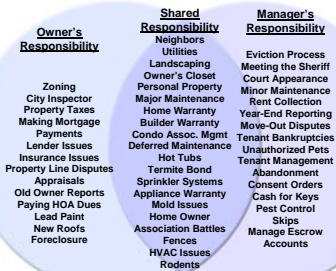 Owner's
Responsibility
Zoning
City Inspector
Property Taxes
Making Mortgage
Payments
Lender Issues
Insurance Issues
Property Line Disputes
Appraisals
Old Owner Reports
Paying HOA Dues
Lead Paint
New Roofs
Foreclosure
Shared
Responsibility
Neighbors
Utilities
Landscaping
Owner's Closet
Personal Property
Major Maintenance
Home Warranty
Builder Warranty
Condo Assoc. Mgmt
Deferred Maintenance
Hot Tubs
Termite Bond
Sprinkler Systems
Appliance Warranty
Mold Issues
Home Owner
Association Battles
Fences
HVAC Issues
Rodents
Manager's
Responsibility
Eviction Process
Meeting the Sheriff
Court Appearance
Minor Maintenance
Rent Collection
Year-End Reporting
Move-Out Disputes
Tenant Bankruptcies
Unauthorized Pets
Tenant Management
Abandonment
Consent Orders
Cash for Keys
Pest Control
Skips
Manage Escrow
Accounts